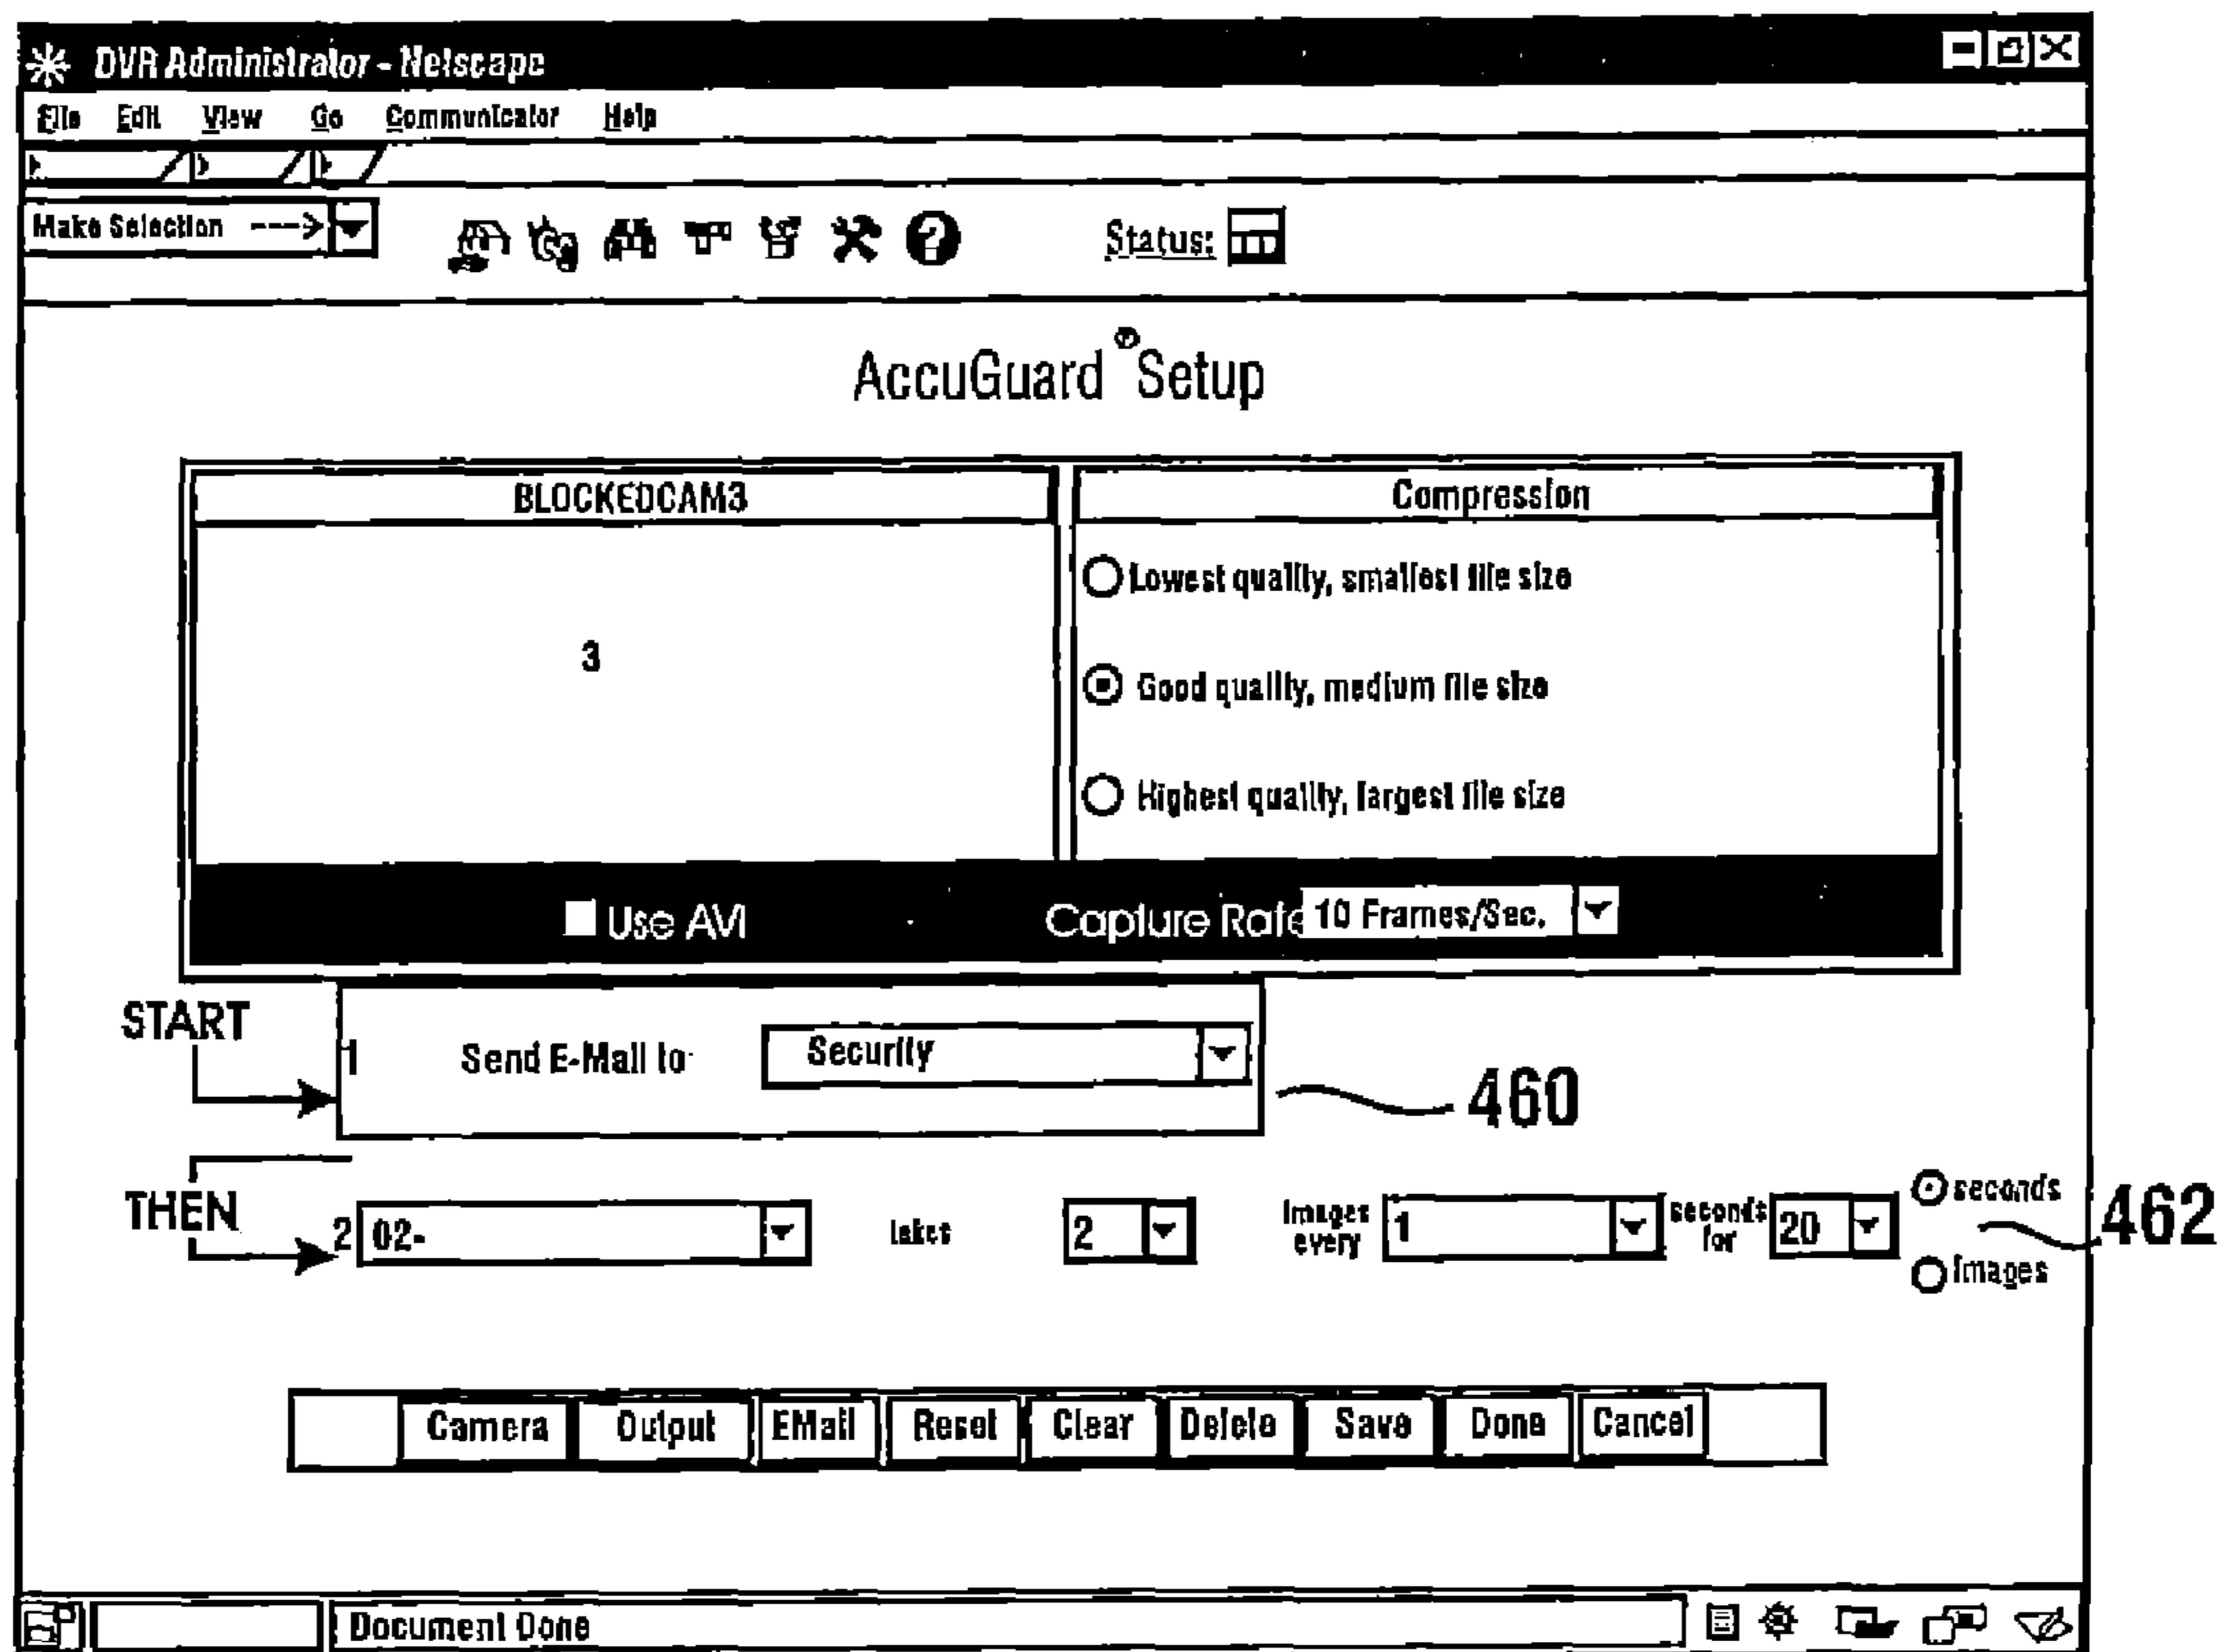 DVR Administrator - Netscape
File Edit View Go Communicator Help
Make Selection ---> Status:
AccuGuard® Setup
BLOCKEDCAM3 Compression
Lowest quality, smallest file size
3
Good quality, medium file size
Highest quality, largest file size
Use AVI Capture Rate 10 Frames/Sec.
START
1 Send E-Mail to Security
460
THEN
2 02- takes 2 Images every 1 seconds for 20 seconds
Images
462
Camera Output EMail Reset Clear Delete Save Done Cancel
Document Done